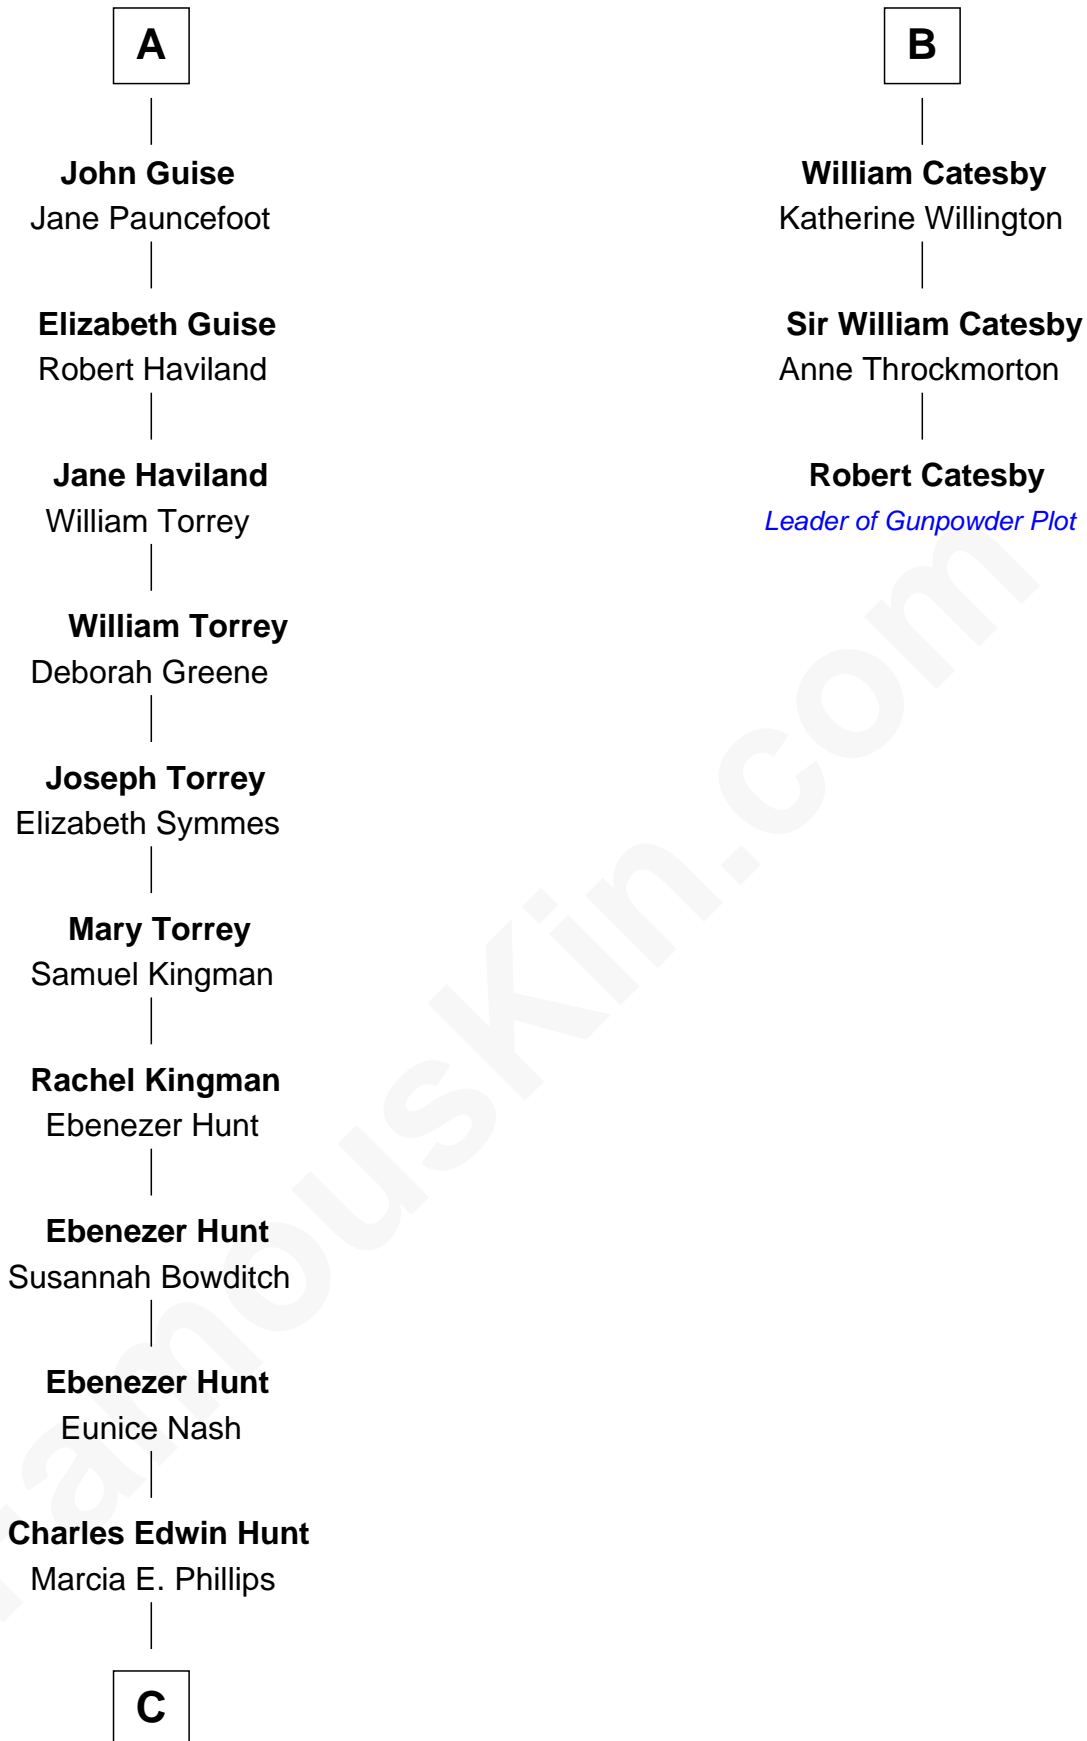 A
John Guise
Jane Pauncefoot
Elizabeth Guise
Robert Haviland
Jane Haviland
William Torrey
William Torrey
Deborah Greene
Joseph Torrey
Elizabeth Symmes
Mary Torrey
Samuel Kingman
Rachel Kingman
Ebenezer Hunt
Ebenezer Hunt
Susannah Bowditch
Ebenezer Hunt
Eunice Nash
Charles Edwin Hunt
Marcia E. Phillips
C
B
William Catesby
Katherine Willington
Sir William Catesby
Anne Throckmorton
Robert Catesby
Leader of Gunpowder Plot
FamousKin.com